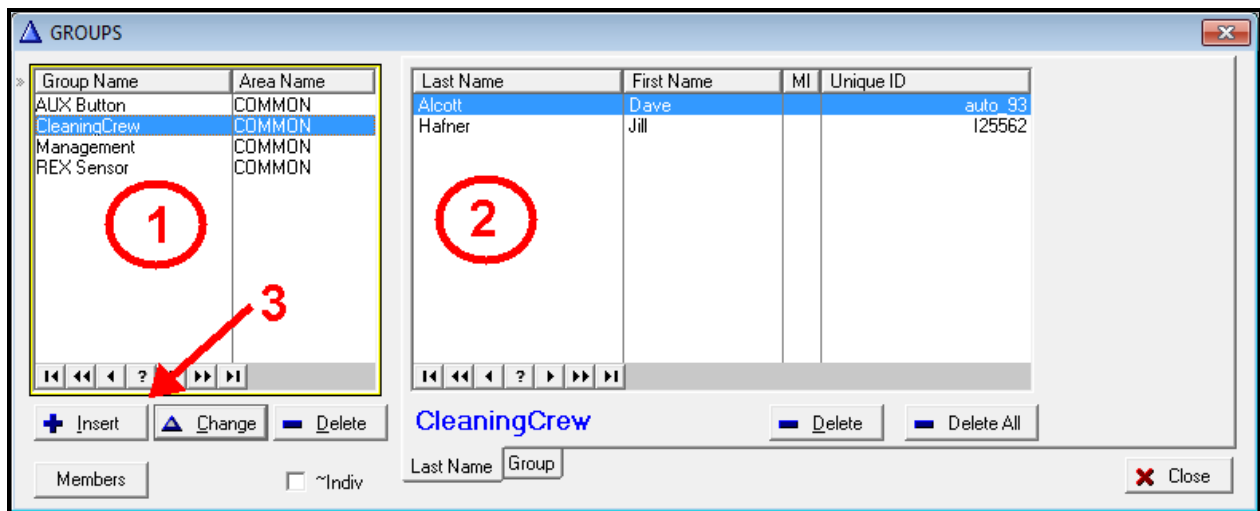 GROUPS
Group Name Area Name
AUX Button COMMON
CleaningCrew COMMON
Management COMMON
REX Sensor COMMON
1
3
?
Insert Change Delete
Members ~Indiv
Last Name First Name MI Unique ID
Alcott Dave auto_93
Hafner Jill I25562
2
?
CleaningCrew Delete Delete All
Last Name Group
Close